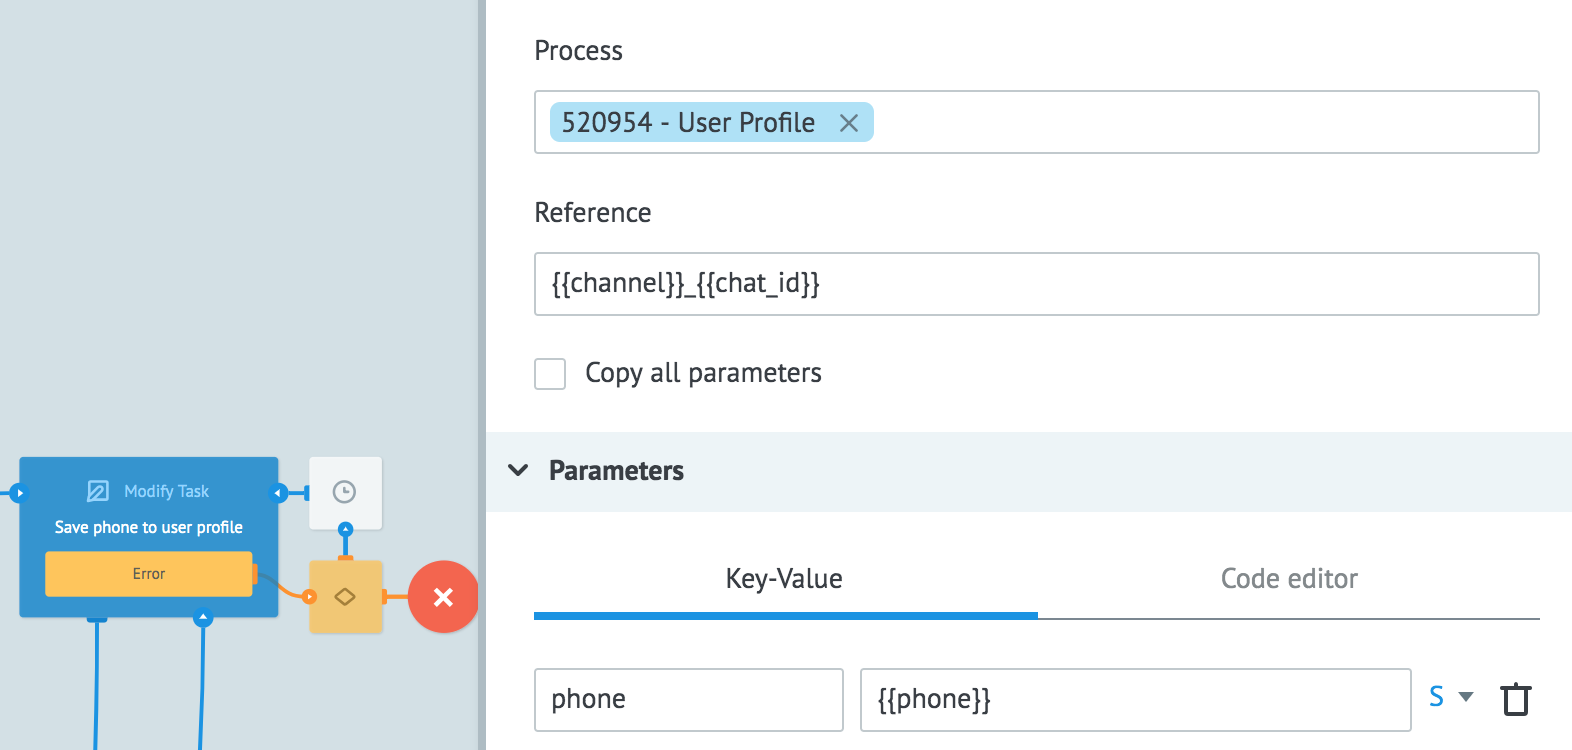 Process
520954 - User Profile
Reference
{{channel}}_{{chat_id}}
Copy all parameters
Parameters
Key-Value
Code editor
phone
{{phone}}
S
Modify Task
Save phone to user profile
Error